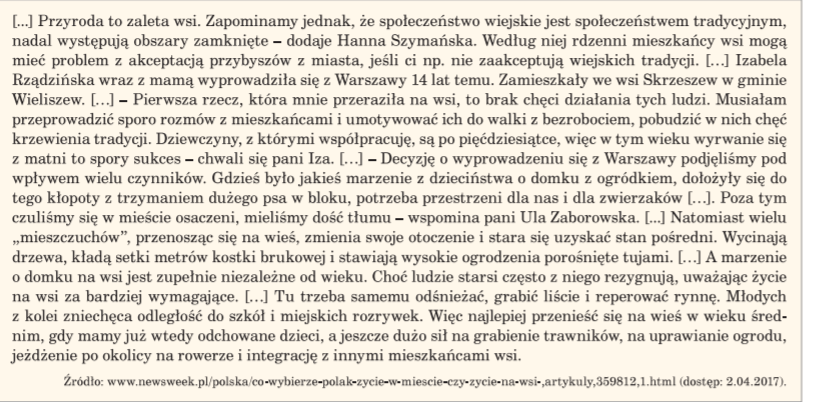 [...] Przyroda to zaleta wsi. Zapominamy jednak, że społeczeństwo wiejskie jest społeczeństwem tradycyjnym,
nadal występują obszary zamknięte – dodaje Hanna Szymańska. Według niej rdzenni mieszkańcy wsi mogą
mieć problem z akceptacją przybyszów z miasta, jeśli ci np. nie zaakceptują wiejskich tradycji. […] Izabela
Rządzińska wraz z mamą wyprowadziła się z Warszawy 14 lat temu. Zamieszkały we wsi Skrzeszew w gminie
Wieliszew. […] – Pierwsza rzecz, która mnie przeraziła na wsi, to brak chęci działania tych ludzi. Musiałam
przeprowadzić sporo rozmów z mieszkańcami i umotywować ich do walki z bezrobociem, pobudzić w nich chęć
krzewienia tradycji. Dziewczyny, z którymi współpracuję, są po pięćdziesiątce, więc w tym wieku wyrwanie się
z matni to spory sukces – chwali się pani Iza. […] – Decyzję o wyprowadzeniu się z Warszawy podjęliśmy pod
wpływem wielu czynników. Gdzieś było jakieś marzenie z dzieciństwa o domku z ogródkiem, dołożyły się do
tego kłopoty z trzymaniem dużego psa w bloku, potrzeba przestrzeni dla nas i dla zwierzaków […]. Poza tym
czuliśmy się w mieście osaczeni, mieliśmy dość tłumu – wspomina pani Ula Zaborowska. [...] Natomiast wielu
„mieszczuchów”, przenosząc się na wieś, zmienia swoje otoczenie i stara się uzyskać stan pośredni. Wycinają
drzewa, kładą setki metrów kostki brukowej i stawiają wysokie ogrodzenia porośnięte tujami. […] A marzenie
o domku na wsi jest zupełnie niezależne od wieku. Choć ludzie starsi często z niego rezygnują, uważając życie
na wsi za bardziej wymagające. […] Tu trzeba samemu odśnieżać, grabić liście i reperować rynnę. Młodych
z kolei zniechęca odległość do szkół i miejskich rozrywek. Więc najlepiej przenieść się na wieś w wieku śred-
nim, gdy mamy już wtedy odchowane dzieci, a jeszcze dużo sił na grabienie trawników, na uprawianie ogrodu,
jeżdżenie po okolicy na rowerze i integrację z innymi mieszkańcami wsi.
Źródło: www.newsweek.pl/polska/co-wybierze-polak-zycie-w-miescie-czy-zycie-na-wsi-,artykuly,359812,1.html (dostęp: 2.04.2017).